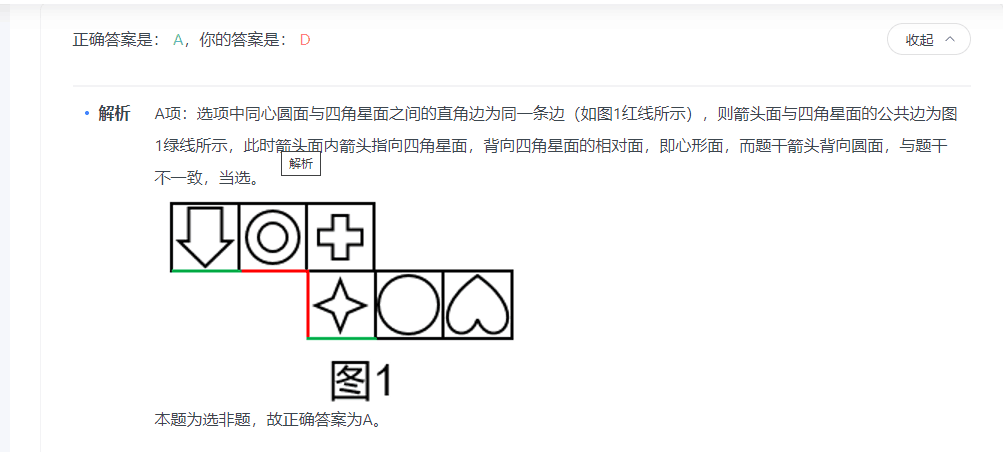 正确答案是： A，你的答案是： D
收起
解析
A项：选项中同心圆面与四角星面之间的直角边为同一条边（如图1红线所示），则箭头面与四角星面的公共边为图
1绿线所示，此时箭头面内箭头指向四角星面，背向四角星面的相对面，即心形面，而题干箭头背向圆面，与题干
解析
不一致，当选。
图1
本题为选非题，故正确答案为A。